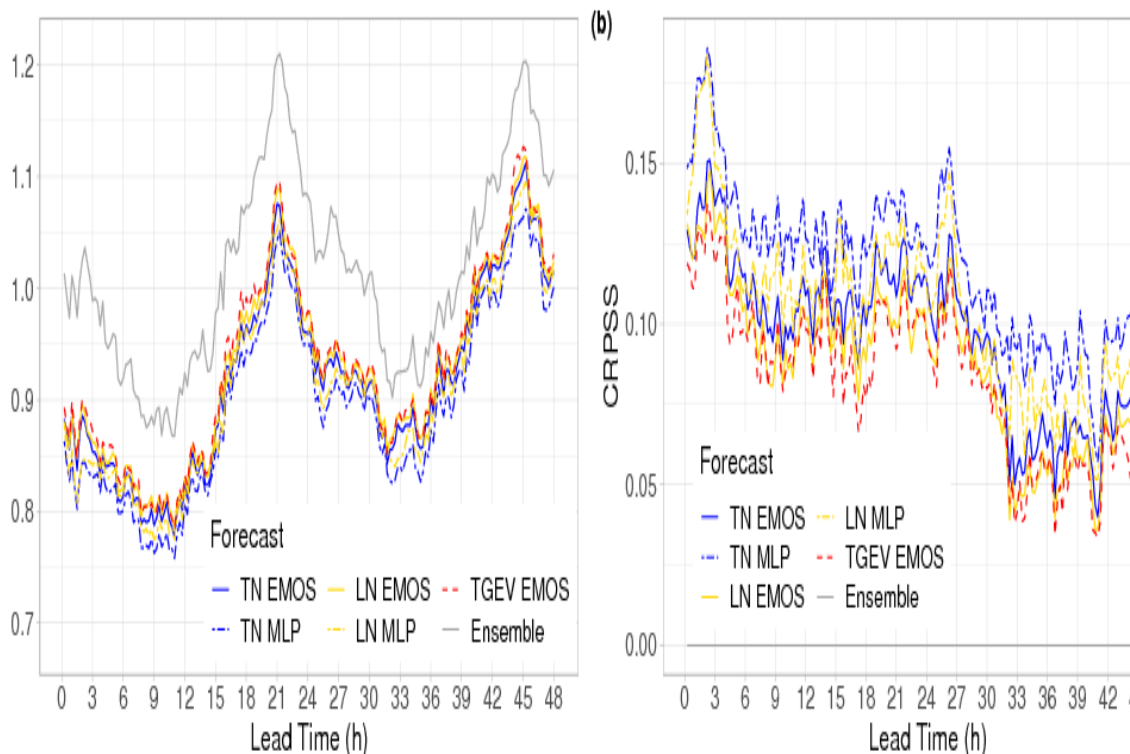 1.2
1.1
1.0
0.9
0.8
0.7
Forecast
TN EMOS LN EMOS TGEV EMOS
TN MLP LN MLP Ensemble
0 3 6 9 12 15 18 21 24 27 30 33 36 39 42 45 48
Lead Time (h)
(b)
CRPSS
0.15
0.10
0.05
0.00
Forecast
TN EMOS LN MLP
TN MLP TGEV EMOS
LN EMOS Ensemble
0 3 6 9 12 15 18 21 24 27 30 33 36 39 42
Lead Time (h)